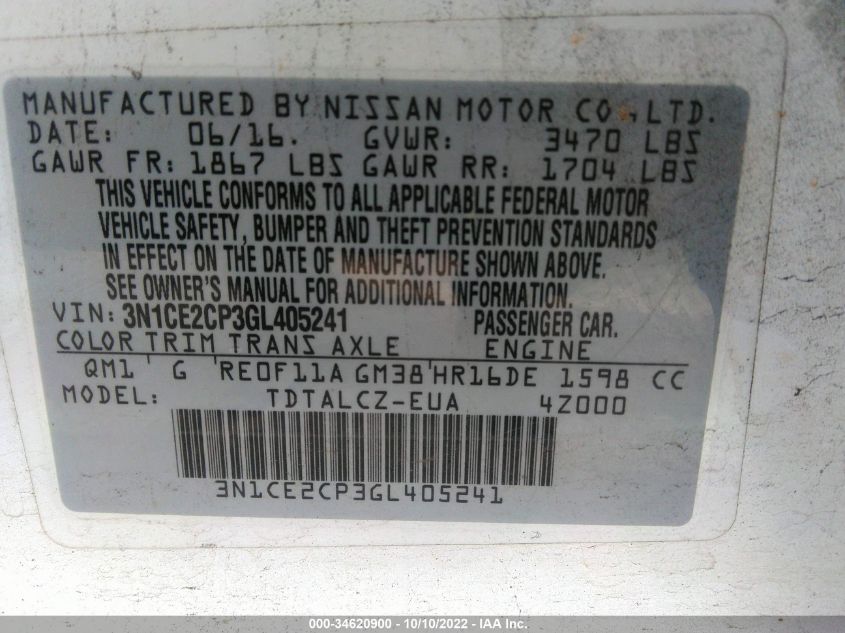 MANUFACTURED BY NISSAN MOTOR CO.,LTD.
DATE: 06/16. GVWR: 3470 LBS
GAWR FR: 1867 LBS GAWR RR: 1704 LBS
THIS VEHICLE CONFORMS TO ALL APPLICABLE FEDERAL MOTOR
VEHICLE SAFETY, BUMPER AND THEFT PREVENTION STANDARDS
IN EFFECT ON THE DATE OF MANUFACTURE SHOWN ABOVE.
SEE OWNER'S MANUAL FOR ADDITIONAL INFORMATION.
VIN: 3N1CE2CP3GL405241 PASSENGER CAR.
COLOR TRIM TRANS AXLE ENGINE
QM1 G RE0F11A GM38 HR16DE 1598 CC
MODEL: TDTALCZ-EUA 4Z000
3N1CE2CP3GL405241
000-34620900 - 10/10/2022 - IAA Inc.